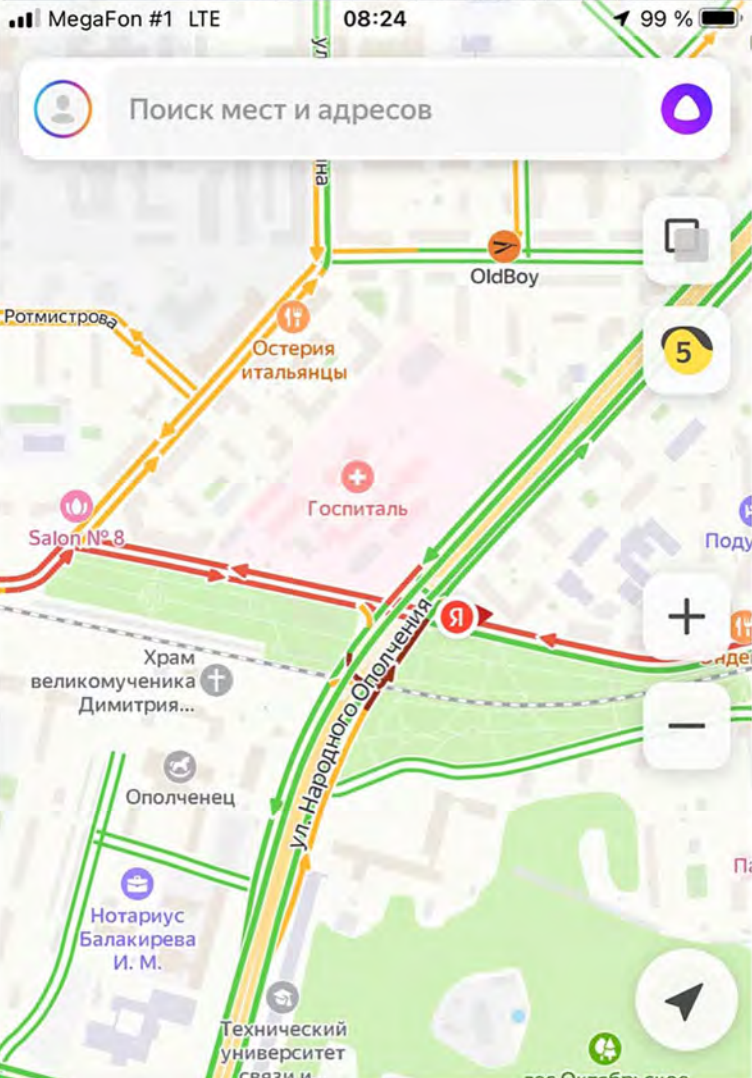 MegaFon #1 LTE 08:24 99 %
Поиск мест и адресов
OldBoy
5
Ротмистрова
Остерия
итальянцы
Госпиталь
Salon № 8
Поду
Я
ул. Народного Ополчения
Храм
великомученика
Димитрия...
Ополченец
Нотариус
Балакирева
И. М.
Технический
университет
связи и